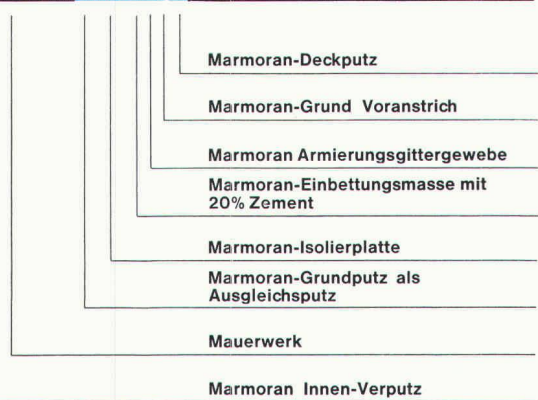 Marmoran-Deckputz
Marmoran-Grund Voranstrich
Marmoran Armierungsgittergewebe
Marmoran-Einbettungsmasse mit
20% Zement
Marmoran-Isolierplatte
Marmoran-Grundputz als
Ausgleichsputz
Mauerwerk
Marmoran Innen-Verputz